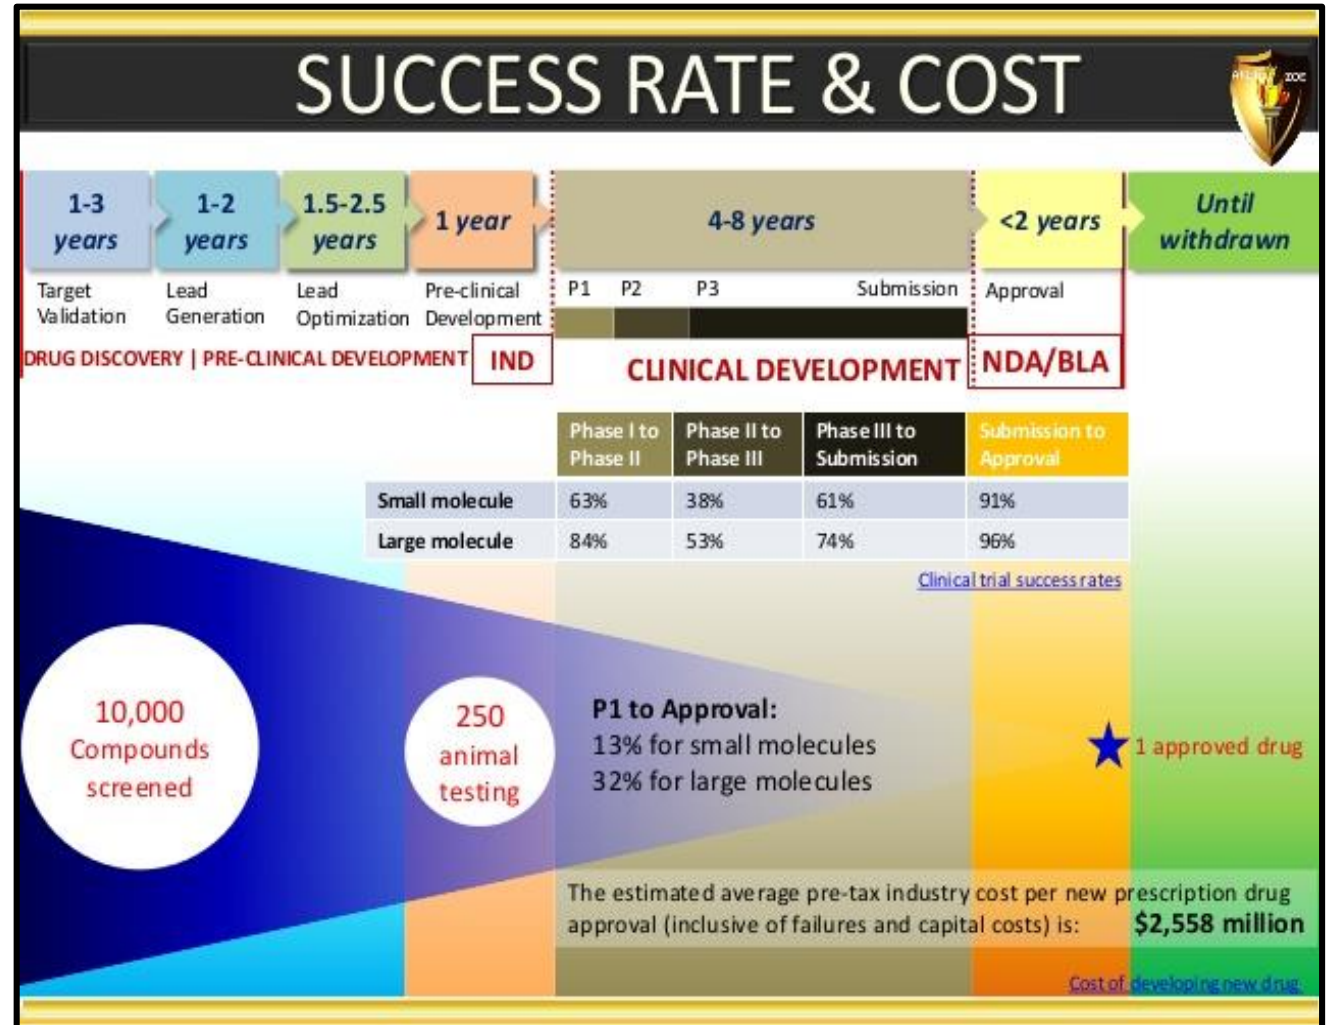 SUCCESS RATE & COST
ZOE
1-3
years
1-2
years
1.5-2.5
years
1 year
4-8 years
<2 years
Until
withdrawn
Target
Validation
Lead
Generation
Lead
Optimization
Pre-clinical
Development
P1 P2 P3 Submission
Approval
DRUG DISCOVERY | PRE-CLINICAL DEVELOPMENT
IND
CLINICAL DEVELOPMENT
NDA/BLA
Phase I to
Phase II
Phase II to
Phase III
Phase III to
Submission
Submission to
Approval
Small molecule 63% 38% 61% 91%
Large molecule 84% 53% 74% 96%
Clinical trial success rates
10,000
Compounds
screened
250
animal
testing
P1 to Approval:
13% for small molecules
32% for large molecules
1 approved drug
The estimated average pre-tax industry cost per new prescription drug
approval (inclusive of failures and capital costs) is: $2,558 million
Cost of developing new drug